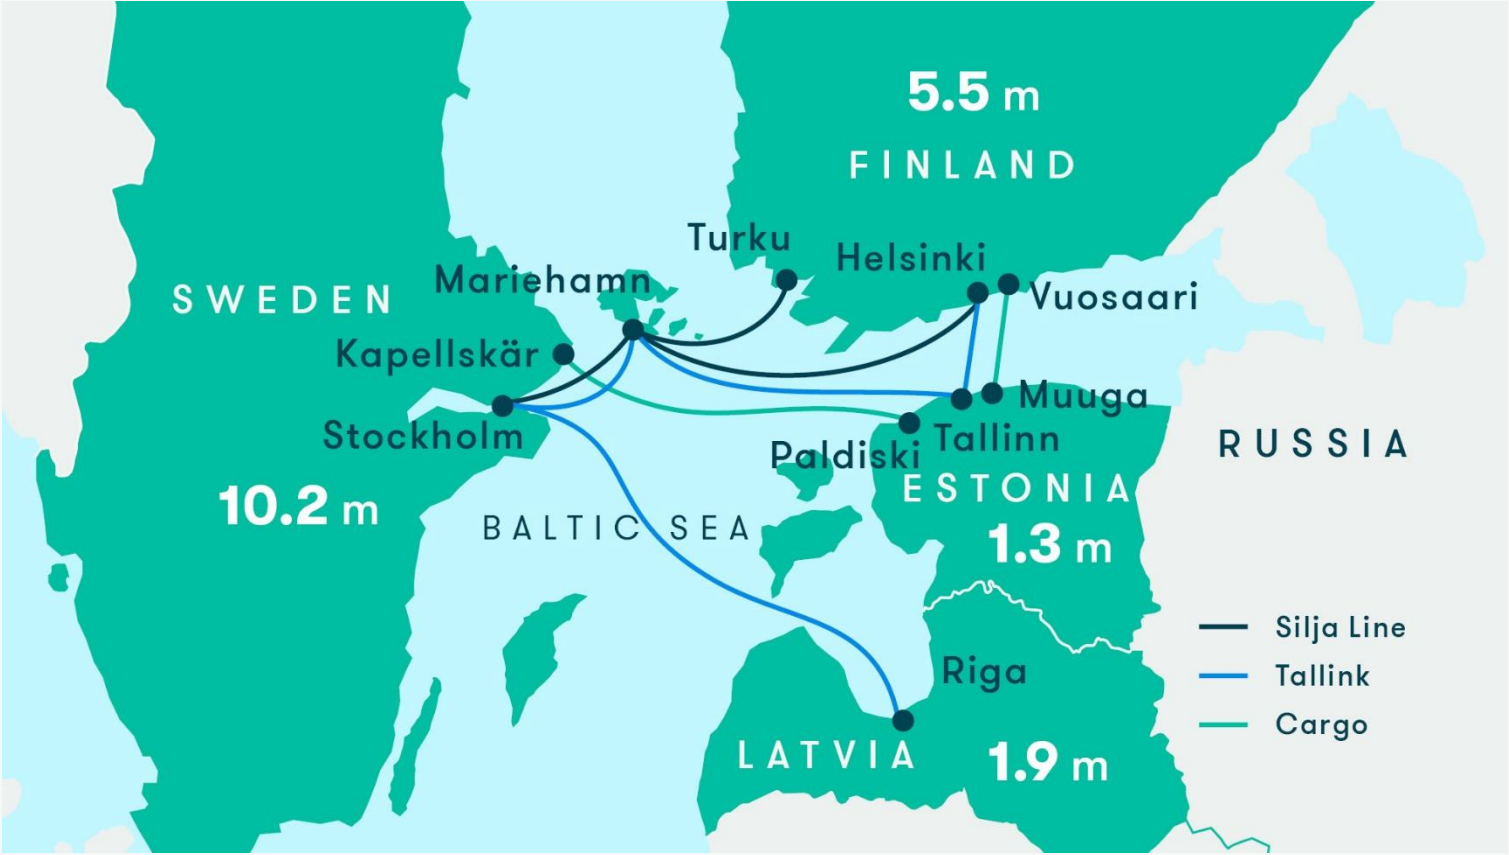 5.5 m
FINLAND
Turku
Helsinki
Mariehamn
Vuosaari
SWEDEN
Kapellskär
Muuga
Stockholm
Tallinn
Paldiski
RUSSIA
ESTONIA
10.2 m
BALTIC SEA
1.3 m
Silja Line
Riga
Tallink
Cargo
LATVIA
1.9 m